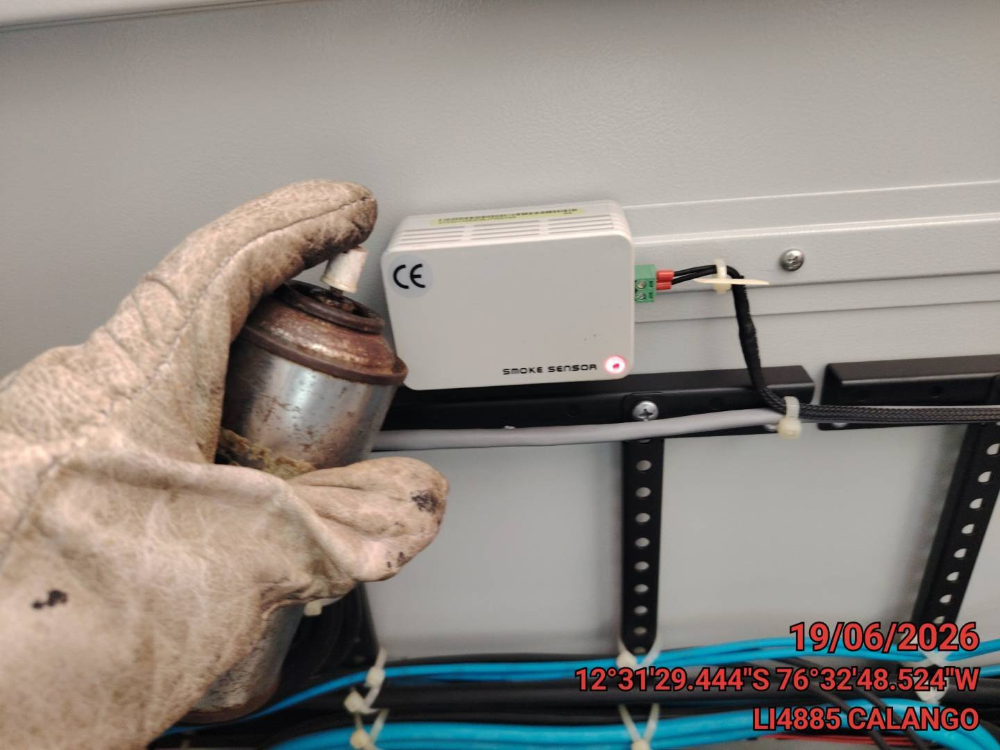 CE
SMOKE SENSOR
19/06/2026
12°31'29.444"S 76°32'48.524"W
LI4885 CALANGO